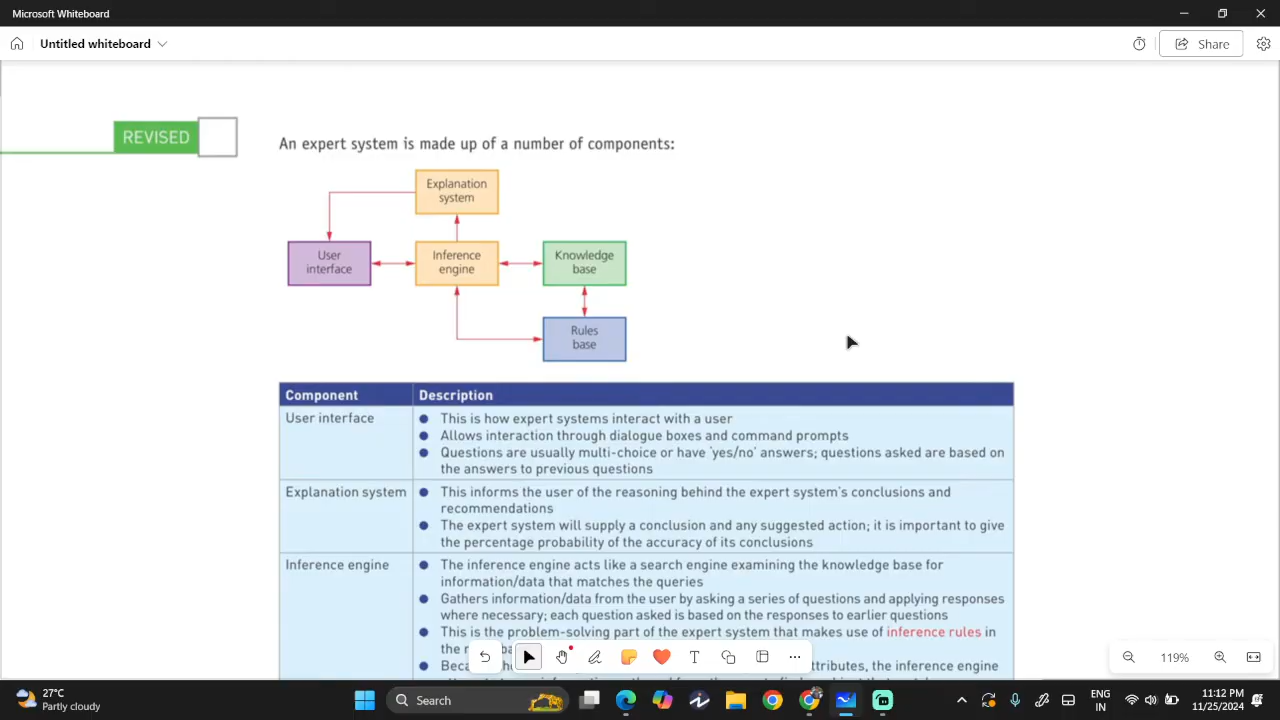 Microsoft Whiteboard
Untitled whiteboard
Share
REVISED
An expert system is made up of a number of components:
Explanation
system
User
interface
Inference
engine
Knowledge
base
Rules
base
Component Description
User interface
This is how expert systems interact with a user
Allows interaction through dialogue boxes and command prompts
Questions are usually multi-choice or have 'yes/no' answers; questions asked are based on
the answers to previous questions
Explanation system
This informs the user of the reasoning behind the expert system's conclusions and
recommendations
The expert system will supply a conclusion and any suggested action; it is important to give
the percentage probability of the accuracy of its conclusions
Inference engine
The inference engine acts like a search engine examining the knowledge base for
information/data that matches the queries
Gathers information/data from the user by asking a series of questions and applying responses
where necessary; each question asked is based on the responses to earlier questions
This is the problem-solving part of the expert system that makes use of inference rules in
the
attributes, the inference engine
119%
27°C
Partly cloudy
Search
ENG
IN
11:12 PM
11/25/2024